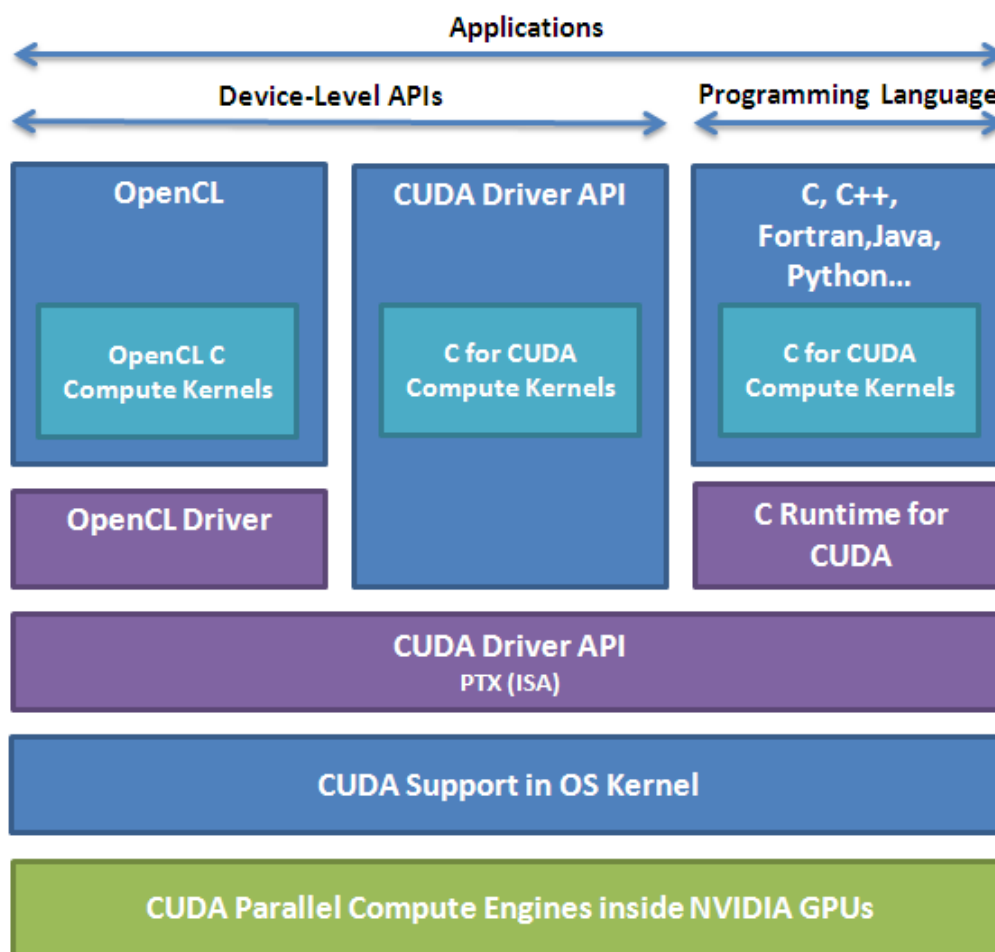 Applications
Device-Level APIs
Programming Language
OpenCL
OpenCL C
Compute Kernels
CUDA Driver API
C for CUDA
Compute Kernels
C, C++,
Fortran,Java,
Python...
C for CUDA
Compute Kernels
OpenCL Driver
C Runtime for
CUDA
CUDA Driver API
PTX (ISA)
CUDA Support in OS Kernel
CUDA Parallel Compute Engines inside NVIDIA GPUs